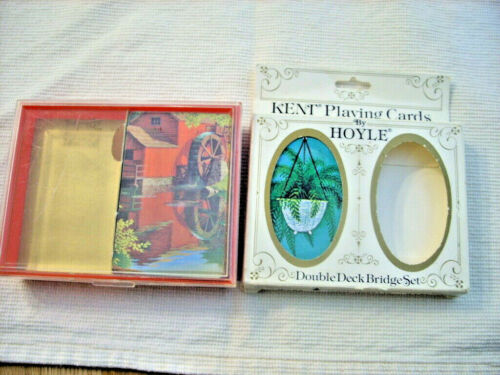 KENT® Playing Cards
By
HOYLE®
Double Deck Bridge Set